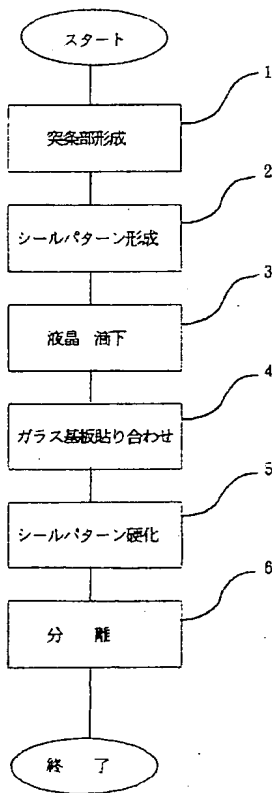 スタート
1
突条部形成
2
シールパターン形成
3
液晶 滴下
4
ガラス基板貼り合わせ
5
シールパターン硬化
6
分 離
終 了